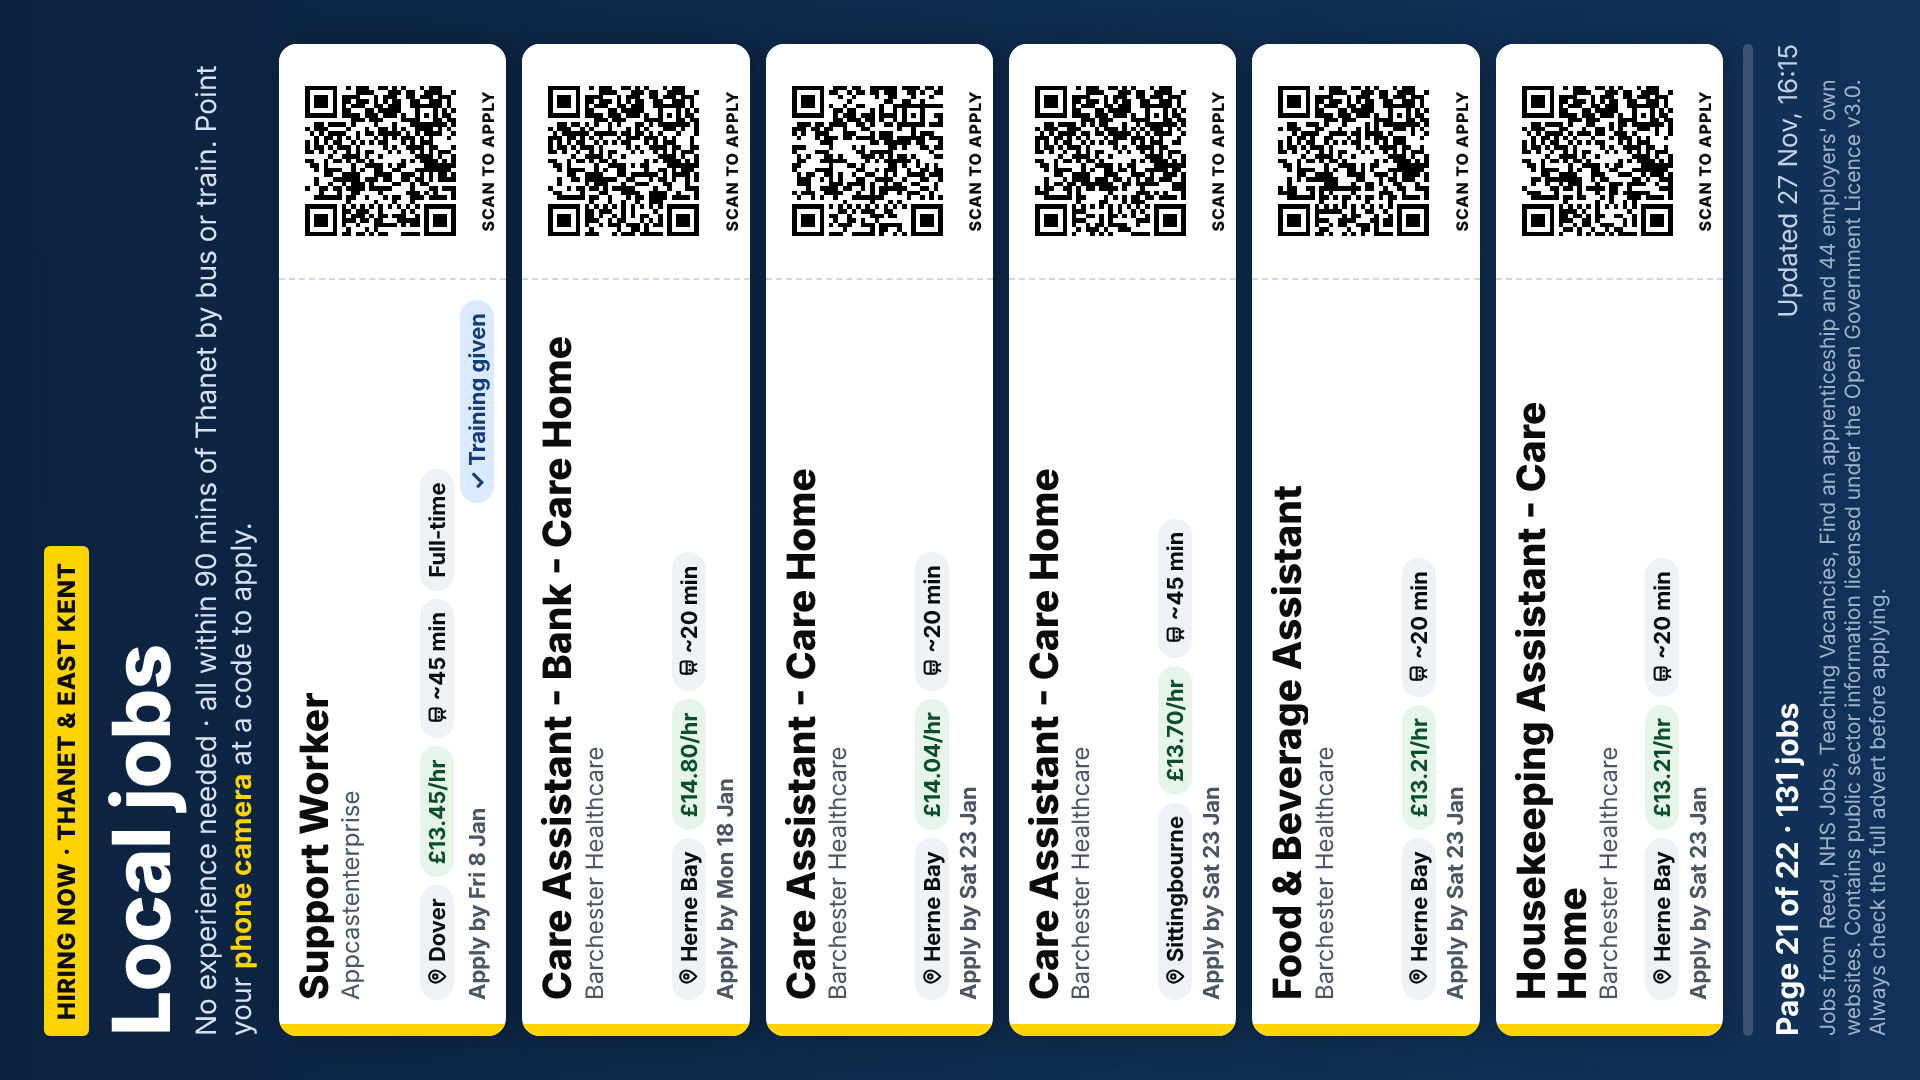 HIRING NOW · THANET & EAST KENT
Local jobs
No experience needed · all within 90 mins of Thanet by bus or train. Point
your phone camera at a code to apply.
Support Worker
Appcastenterprise
Dover
£13.45/hr
~45 min
Full-time
Apply by Fri 8 Jan
✓ Training given
SCAN TO APPLY
Care Assistant - Bank - Care Home
Barchester Healthcare
Herne Bay
£14.80/hr
~20 min
Apply by Mon 18 Jan
SCAN TO APPLY
Care Assistant - Care Home
Barchester Healthcare
Herne Bay
£14.04/hr
~20 min
Apply by Sat 23 Jan
SCAN TO APPLY
Care Assistant - Care Home
Barchester Healthcare
Sittingbourne
£13.70/hr
~45 min
Apply by Sat 23 Jan
SCAN TO APPLY
Food & Beverage Assistant
Barchester Healthcare
Herne Bay
£13.21/hr
~20 min
Apply by Sat 23 Jan
SCAN TO APPLY
Housekeeping Assistant - Care
Home
Barchester Healthcare
Herne Bay
£13.21/hr
~20 min
Apply by Sat 23 Jan
SCAN TO APPLY
Page 21 of 22 · 131 jobs
Updated 27 Nov, 16:15
Jobs from Reed, NHS Jobs, Teaching Vacancies, Find an apprenticeship and 44 employers' own
websites. Contains public sector information licensed under the Open Government Licence v3.0.
Always check the full advert before applying.